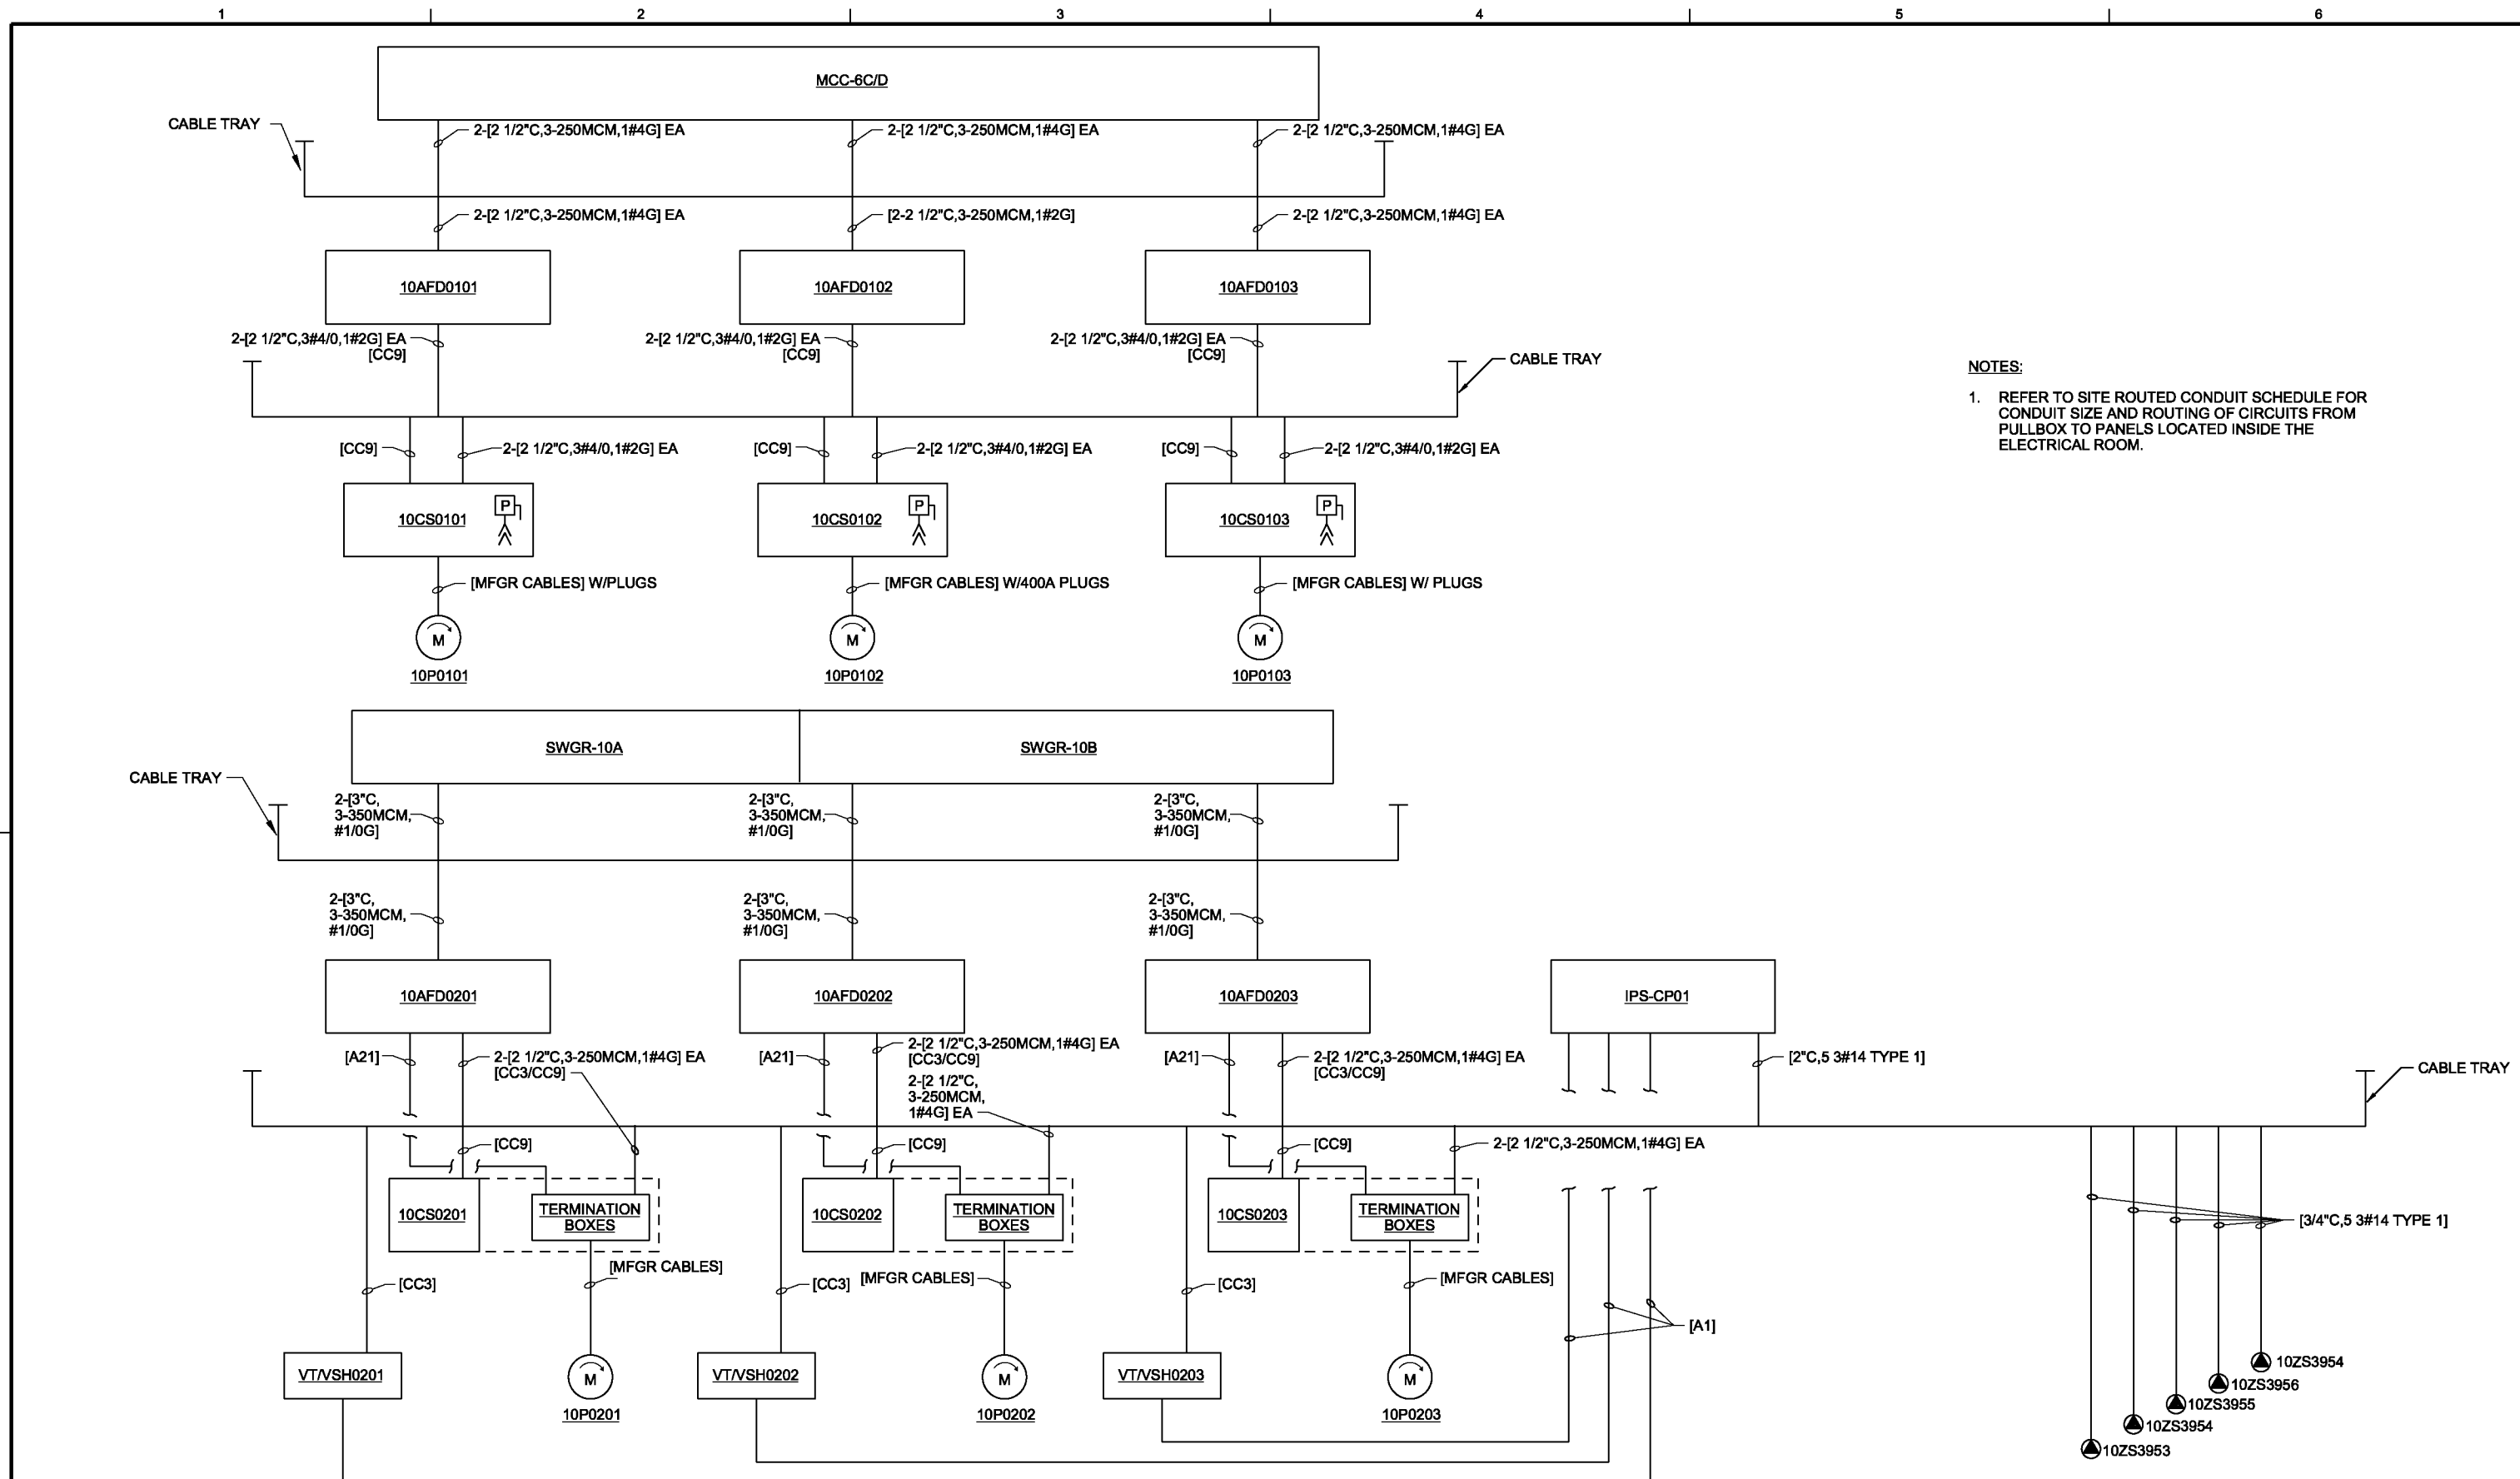 1 2 3 4 5 6
MCC-6C/D
CABLE TRAY
2-[2 1/2"C,3-250MCM,1#4G] EA
2-[2 1/2"C,3-250MCM,1#4G] EA
2-[2 1/2"C,3-250MCM,1#4G] EA
2-[2 1/2"C,3-250MCM,1#4G] EA
[2-2 1/2"C,3-250MCM,1#2G]
2-[2 1/2"C,3-250MCM,1#4G] EA
10AFD0101
10AFD0102
10AFD0103
2-[2 1/2"C,3#4/0,1#2G] EA
[CC9]
2-[2 1/2"C,3#4/0,1#2G] EA
[CC9]
2-[2 1/2"C,3#4/0,1#2G] EA
[CC9]
CABLE TRAY
NOTES:
1. REFER TO SITE ROUTED CONDUIT SCHEDULE FOR
CONDUIT SIZE AND ROUTING OF CIRCUITS FROM
PULLBOX TO PANELS LOCATED INSIDE THE
ELECTRICAL ROOM.
[CC9]
2-[2 1/2"C,3#4/0,1#2G] EA
[CC9]
2-[2 1/2"C,3#4/0,1#2G] EA
[CC9]
2-[2 1/2"C,3#4/0,1#2G] EA
10CS0101
P
10CS0102
P
10CS0103
P
[MFGR CABLES] W/PLUGS
[MFGR CABLES] W/400A PLUGS
[MFGR CABLES] W/ PLUGS
M
M
M
10P0101
10P0102
10P0103
SWGR-10A
SWGR-10B
CABLE TRAY
2-[3"C,
3-350MCM,
#1/0G]
2-[3"C,
3-350MCM,
#1/0G]
2-[3"C,
3-350MCM,
#1/0G]
2-[3"C,
3-350MCM,
#1/0G]
2-[3"C,
3-350MCM,
#1/0G]
2-[3"C,
3-350MCM,
#1/0G]
10AFD0201
10AFD0202
10AFD0203
IPS-CP01
[A21]
2-[2 1/2"C,3-250MCM,1#4G] EA
[CC3/CC9]
[A21]
2-[2 1/2"C,3-250MCM,1#4G] EA
[CC3/CC9]
2-[2 1/2"C,
3-250MCM,
1#4G] EA
[A21]
2-[2 1/2"C,3-250MCM,1#4G] EA
[CC3/CC9]
[2"C,5 3#14 TYPE 1]
CABLE TRAY
[CC9]
[CC9]
[CC9]
2-[2 1/2"C,3-250MCM,1#4G] EA
10CS0201
TERMINATION
BOXES
10CS0202
TERMINATION
BOXES
10CS0203
TERMINATION
BOXES
[3/4"C,5 3#14 TYPE 1]
[CC3]
[MFGR CABLES]
[CC3]
[MFGR CABLES]
[CC3]
[MFGR CABLES]
[A1]
VT/VSH0201
M
VT/VSH0202
M
VT/VSH0203
M
10P0201
10P0202
10P0203
10ZS3954
10ZS3956
10ZS3955
10ZS3954
10ZS3953